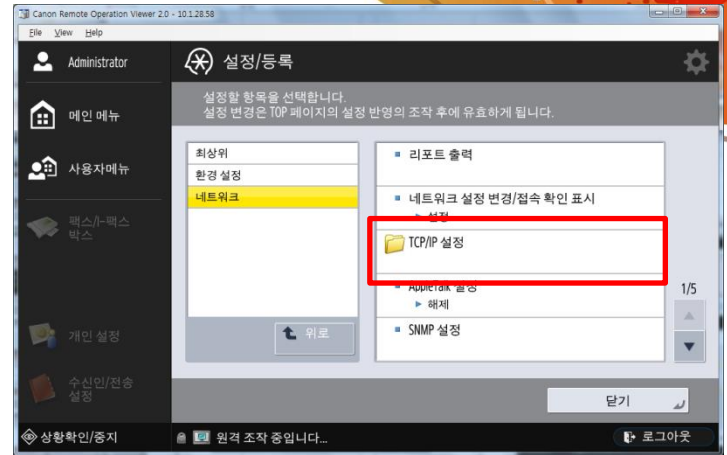 Canon Remote Operation Viewer 2.0 - 10.1.28.58
File View Help
Administrator
설정/등록
설정할 항목을 선택합니다.
설정 변경은 TOP 페이지의 설정 반영의 조작 후에 유효하게 됩니다.
메인 메뉴
사용자메뉴
팩스/I-팩스
박스
개인 설정
수신인/전송
설정
최상위
환경 설정
네트워크
위로
리포트 출력
네트워크 설정 변경/접속 확인 표시
설정
TCP/IP 설정
AppleTalk 설정
해제
SNMP 설정
1/5
닫기
상황확인/중지
원격 조작 중입니다...
로그아웃